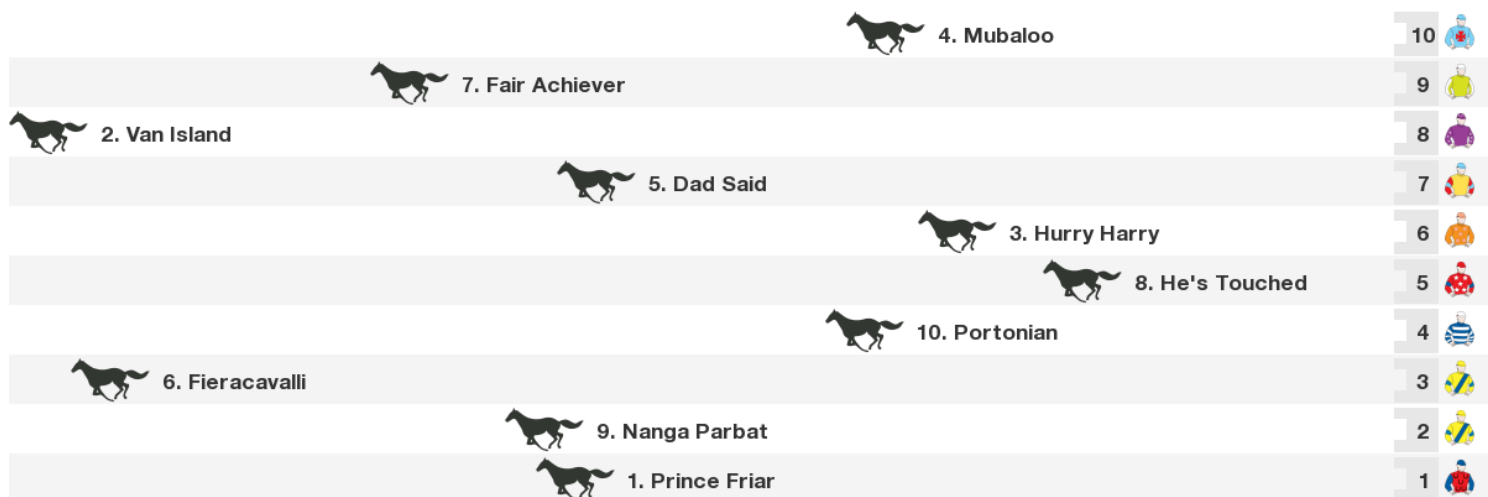 4. Mubaloo 10
7. Fair Achiever 9
2. Van Island 8
5. Dad Said 7
3. Hurry Harry 6
8. He's Touched 5
10. Portonian 4
6. Fieracavalli 3
9. Nanga Parbat 2
1. Prince Friar 1